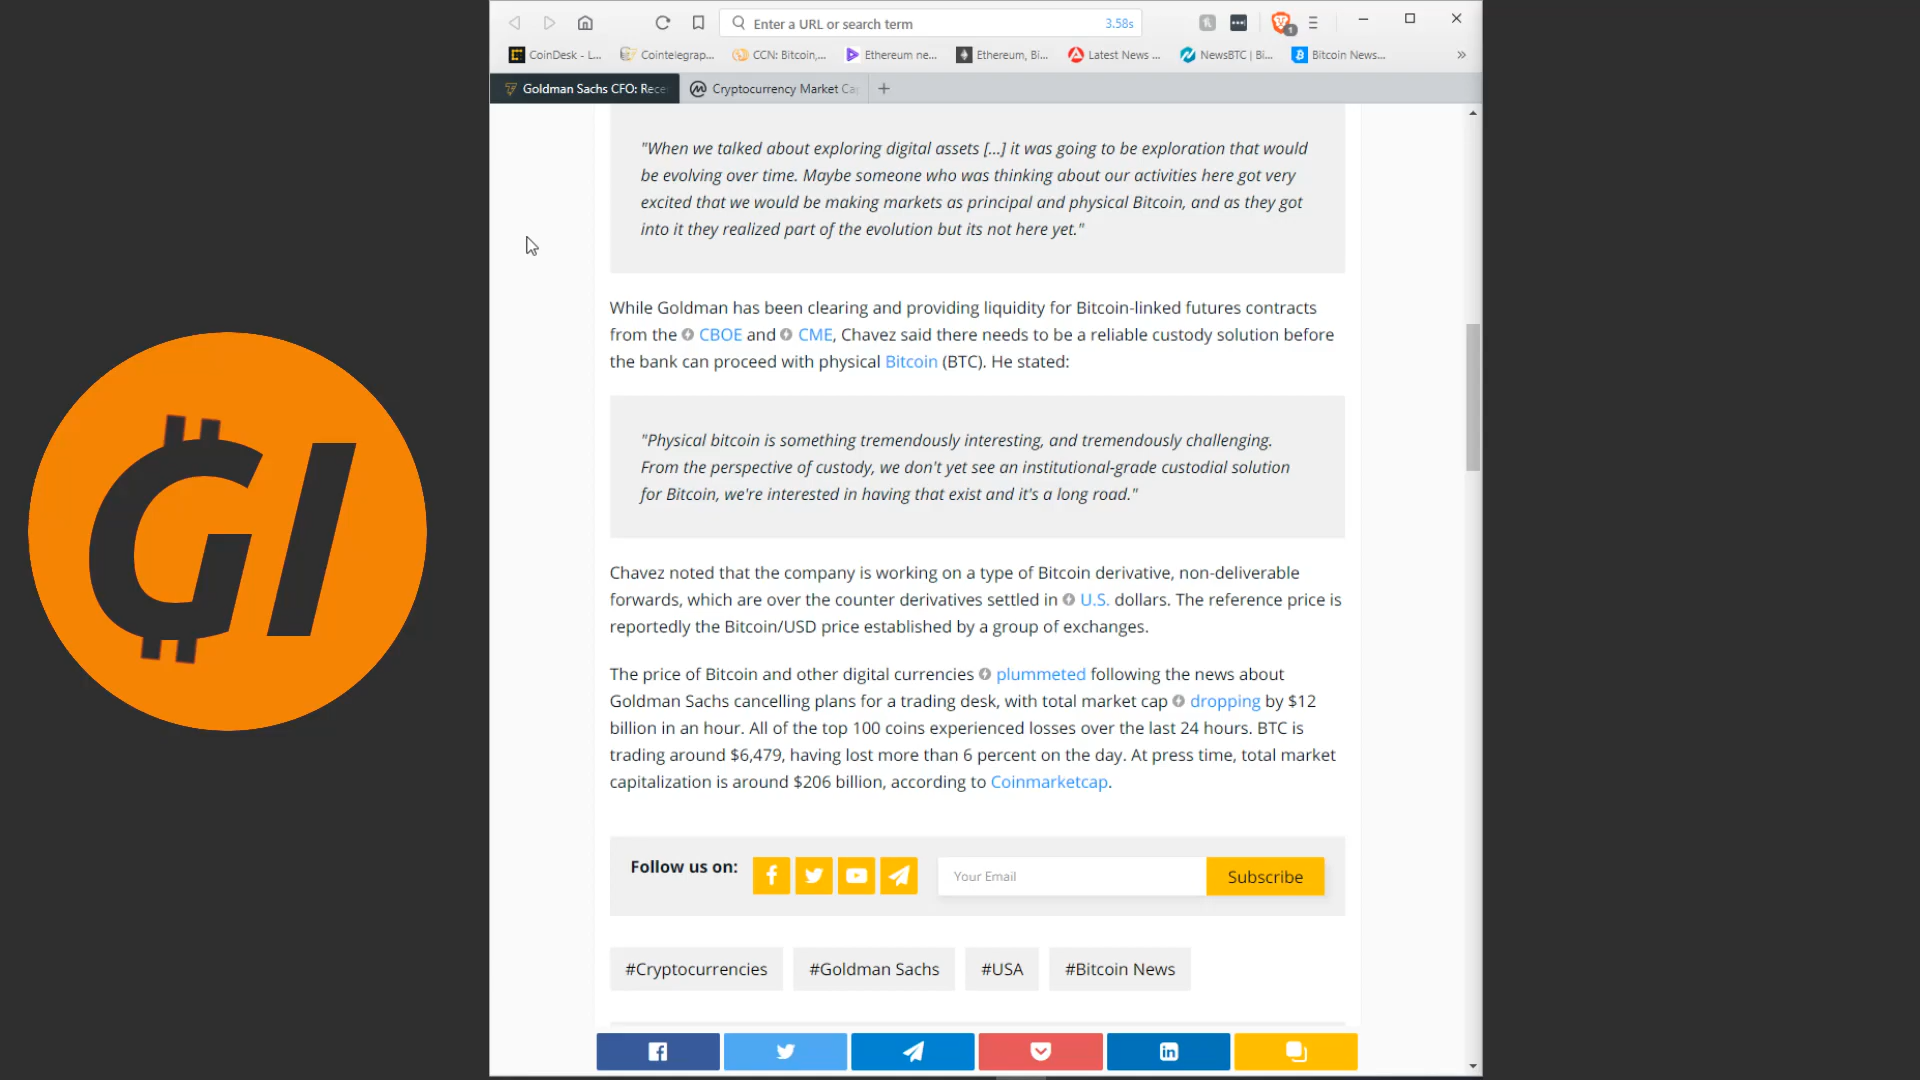 Enter a URL or search term
3.58s
1
CoinDesk - L...
Cointelegrap...
CCN: Bitcoin,...
Ethereum ne...
Ethereum, Bi...
Latest News ...
NewsBTC | Bi...
Bitcoin News...
»
Goldman Sachs CFO: Rece
Cryptocurrency Market Ca
+
"When we talked about exploring digital assets [...] it was going to be exploration that would
be evolving over time. Maybe someone who was thinking about our activities here got very
excited that we would be making markets as principal and physical Bitcoin, and as they got
into it they realized part of the evolution but its not here yet."
While Goldman has been clearing and providing liquidity for Bitcoin-linked futures contracts
from the CBOE and CME, Chavez said there needs to be a reliable custody solution before
the bank can proceed with physical Bitcoin (BTC). He stated:
"Physical bitcoin is something tremendously interesting, and tremendously challenging.
From the perspective of custody, we don't yet see an institutional-grade custodial solution
for Bitcoin, we're interested in having that exist and it's a long road."
Chavez noted that the company is working on a type of Bitcoin derivative, non-deliverable
forwards, which are over the counter derivatives settled in U.S. dollars. The reference price is
reportedly the Bitcoin/USD price established by a group of exchanges.
The price of Bitcoin and other digital currencies plummeted following the news about
Goldman Sachs cancelling plans for a trading desk, with total market cap dropping by $12
billion in an hour. All of the top 100 coins experienced losses over the last 24 hours. BTC is
trading around $6,479, having lost more than 6 percent on the day. At press time, total market
capitalization is around $206 billion, according to Coinmarketcap.
Follow us on:
Your Email
Subscribe
#Cryptocurrencies
#Goldman Sachs
#USA
#Bitcoin News
GI